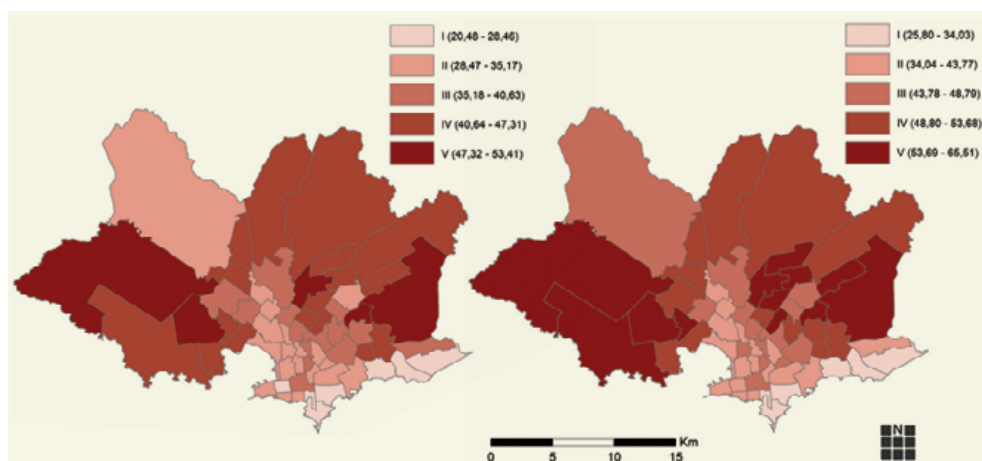 I (20,48 - 28,46)
II (28,47 - 35,17)
III (35,18 - 40,63)
IV (40,64 - 47,31)
V (47,32 - 53,41)
I (25,80 - 34,03)
II (34,04 - 43,77)
III (43,78 - 48,79)
IV (48,80 - 53,68)
V (53,69 - 65,51)
N
Km
0 5 10 15